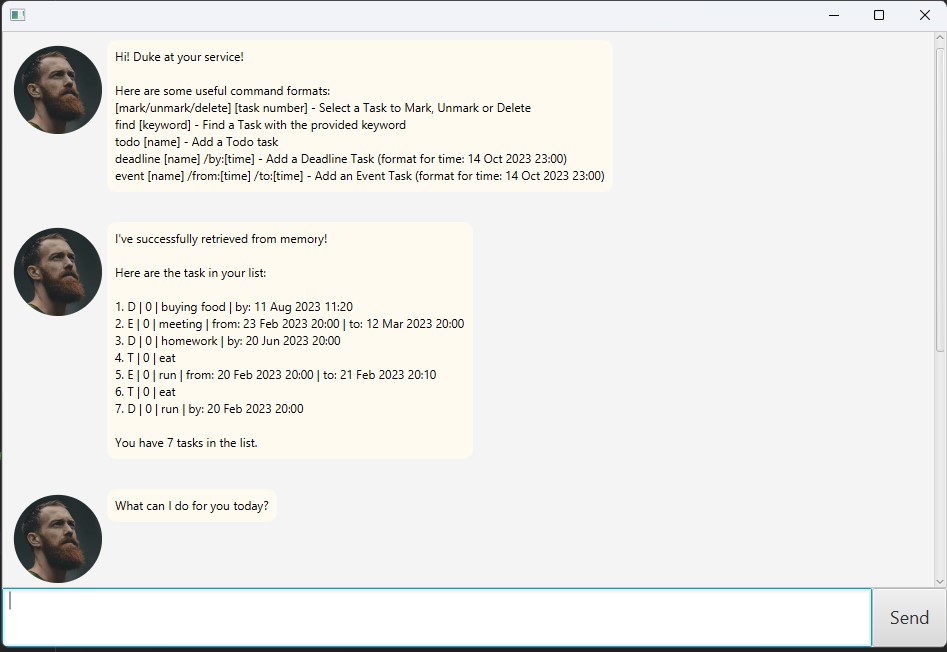 Hi! Duke at your service!
Here are some useful command formats:
[mark/unmark/delete] [task number] - Select a Task to Mark, Unmark or Delete
find [keyword] - Find a Task with the provided keyword
todo [name] - Add a Todo task
deadline [name] /by:[time] - Add a Deadline Task (format for time: 14 Oct 2023 23:00)
event [name] /from:[time] /to:[time] - Add an Event Task (format for time: 14 Oct 2023 23:00)
I've successfully retrieved from memory!
Here are the task in your list:
1. D | 0 | buying food | by: 11 Aug 2023 11:20
2. E | 0 | meeting | from: 23 Feb 2023 20:00 | to: 12 Mar 2023 20:00
3. D | 0 | homework | by: 20 Jun 2023 20:00
4. T | 0 | eat
5. E | 0 | run | from: 20 Feb 2023 20:00 | to: 21 Feb 2023 20:10
6. T | 0 | eat
7. D | 0 | run | by: 20 Feb 2023 20:00
You have 7 tasks in the list.
What can I do for you today?
Send